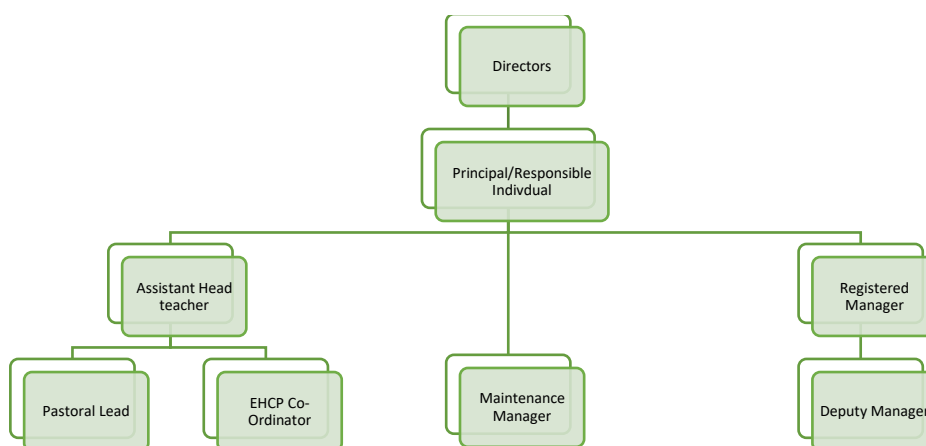 Directors
Principal/Responsible
Indivdual
Assistant Head
teacher
Registered
Manager
Pastoral Lead
EHCP Co-
Ordinator
Maintenance
Manager
Deputy Manager